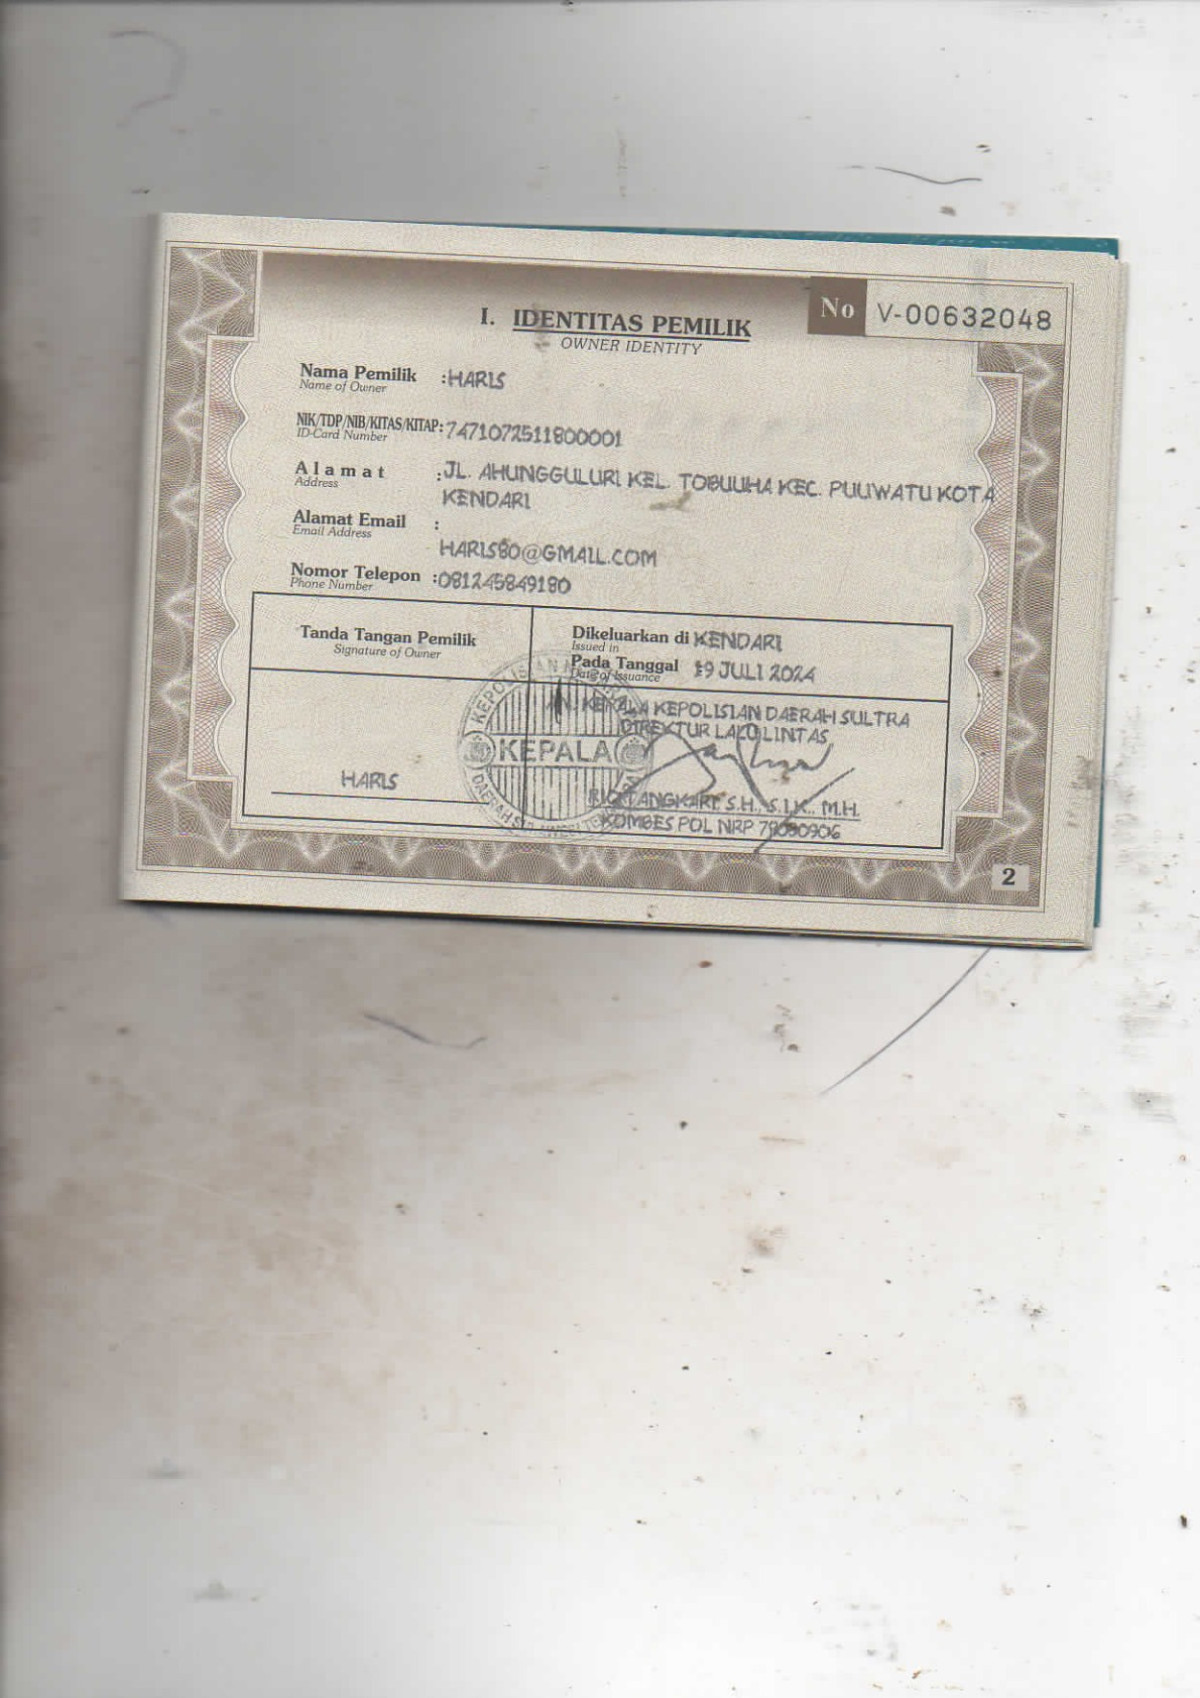 No V-00632048
I. IDENTITAS PEMILIK
OWNER IDENTITY
Nama Pemilik : HARIS
Name of Owner
NIK/TDP/NIB/KITAS/KITAP: 7471072511800001
ID-Card Number
Alamat : JL. AHUNGGULURI KEL. TOBUUHA KEC. PUUWATU KOTA
Address
KENDARI
Alamat Email :
Email Address
HARIS80@GMAIL.COM
Nomor Telepon : 081245849180
Phone Number
Tanda Tangan Pemilik
Signature of Owner
Dikeluarkan di KENDARI
Issued in
Pada Tanggal 19 JULI 2024
Date of Issuance
A.N. KEPALA KEPOLISIAN DAERAH SULTRA
DIREKTUR LALU LINTAS
KEPALA
HARIS
TANGKARI, S.H., S.I.K., M.H.
KOMBES POL NRP
2